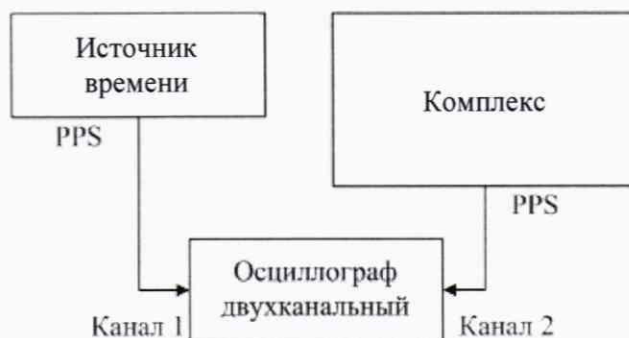 Источник
времени
Комплекс
PPS
PPS
Осциллограф
двухканальный
Канал 1
Канал 2